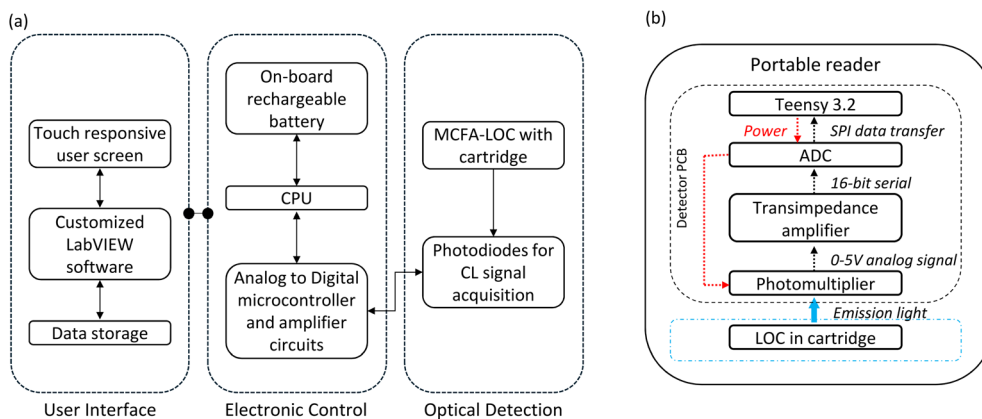 (a)
Touch responsive
user screen
Customized
LabVIEW
software
Data storage
User Interface
On-board
rechargeable
battery
CPU
Analog to Digital
microcontroller
and amplifier
circuits
Electronic Control
MCFA-LOC with
cartridge
Photodiodes for
CL signal
acquisition
Optical Detection
(b)
Portable reader
Detector PCB
Teensy 3.2
Power
SPI data transfer
ADC
16-bit serial
Transimpedance
amplifier
0-5V analog signal
Photomultiplier
Emission light
LOC in cartridge